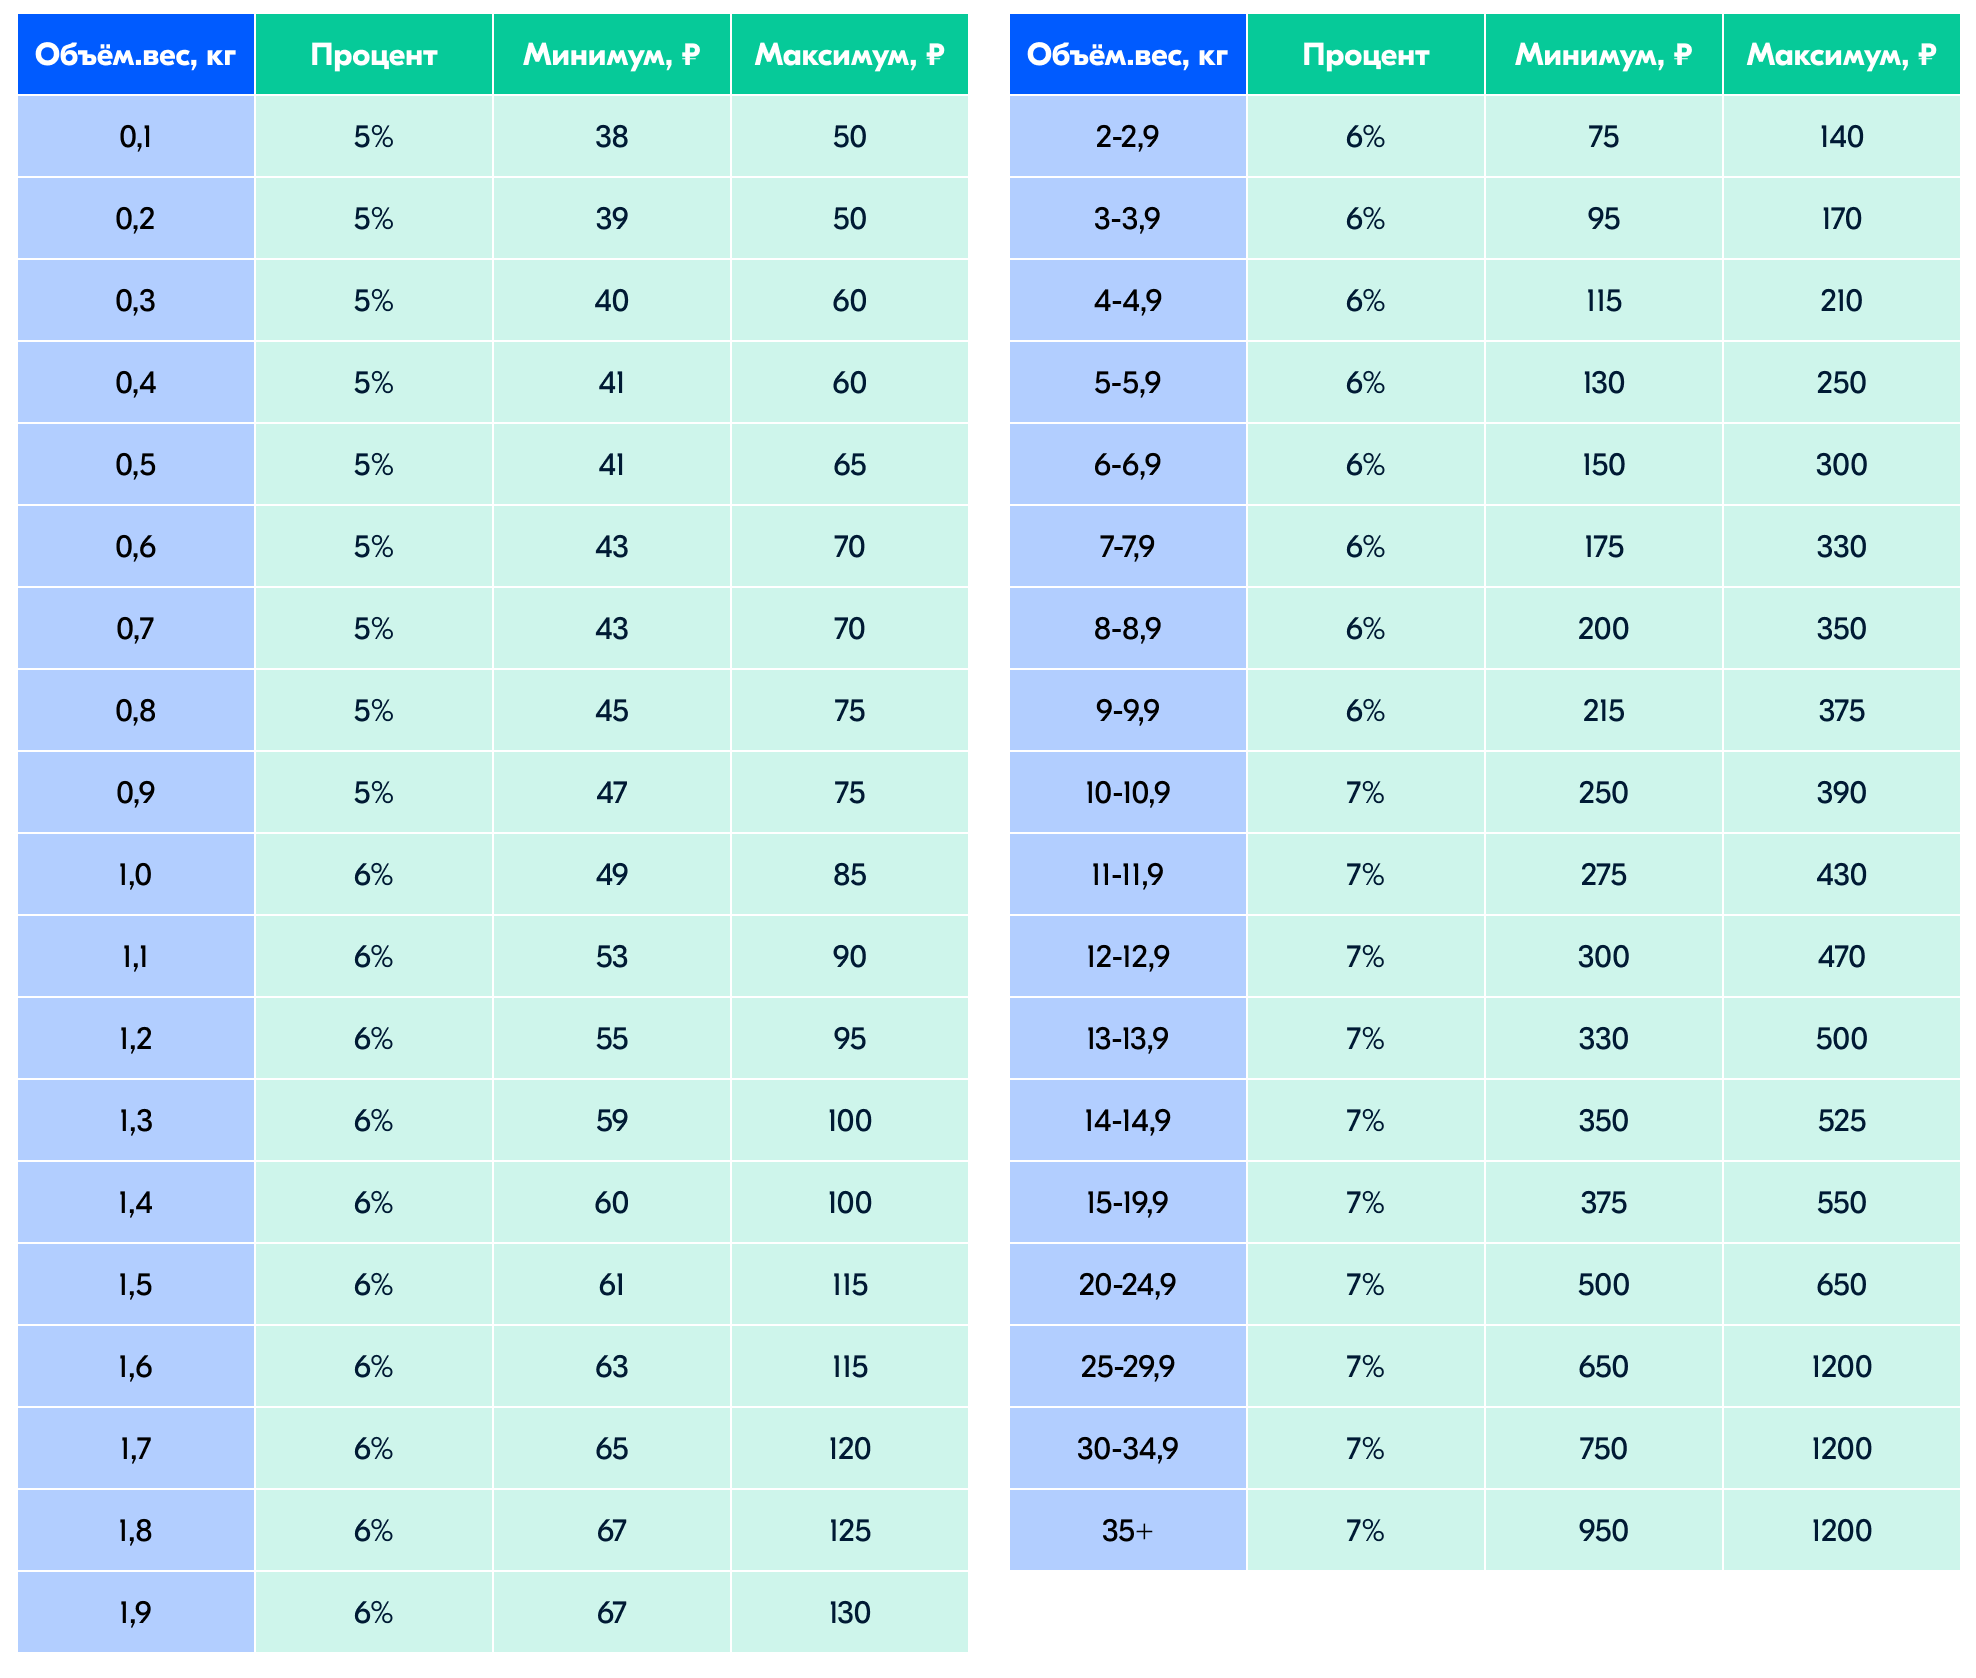 Объём.вес, кг Процент Минимум, ₽ Максимум, ₽
0,1 5% 38 50
0,2 5% 39 50
0,3 5% 40 60
0,4 5% 41 60
0,5 5% 41 65
0,6 5% 43 70
0,7 5% 43 70
0,8 5% 45 75
0,9 5% 47 75
1,0 6% 49 85
1,1 6% 53 90
1,2 6% 55 95
1,3 6% 59 100
1,4 6% 60 100
1,5 6% 61 115
1,6 6% 63 115
1,7 6% 65 120
1,8 6% 67 125
1,9 6% 67 130
Объём.вес, кг Процент Минимум, ₽ Максимум, ₽
2-2,9 6% 75 140
3-3,9 6% 95 170
4-4,9 6% 115 210
5-5,9 6% 130 250
6-6,9 6% 150 300
7-7,9 6% 175 330
8-8,9 6% 200 350
9-9,9 6% 215 375
10-10,9 7% 250 390
11-11,9 7% 275 430
12-12,9 7% 300 470
13-13,9 7% 330 500
14-14,9 7% 350 525
15-19,9 7% 375 550
20-24,9 7% 500 650
25-29,9 7% 650 1200
30-34,9 7% 750 1200
35+ 7% 950 1200